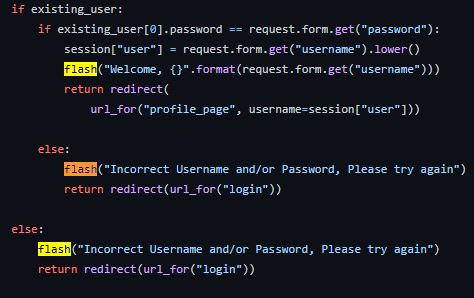 if existing_user:
if existing_user[0].password == request.form.get("password"):
session["user"] = request.form.get("username").lower()
flash("Welcome, {}".format(request.form.get("username")))
return redirect(
url_for("profile_page", username=session["user"]))
else:
flash("Incorrect Username and/or Password, Please try again")
return redirect(url_for("login"))
else:
flash("Incorrect Username and/or Password, Please try again")
return redirect(url_for("login"))